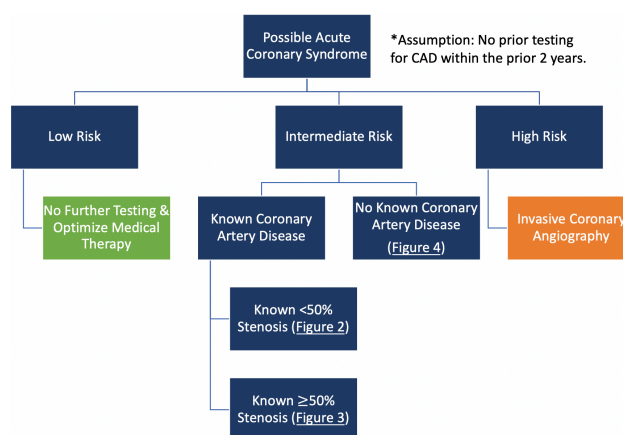 Possible Acute
Coronary Syndrome
*Assumption: No prior testing
for CAD within the prior 2 years.
Low Risk
Intermediate Risk
High Risk
No Further Testing &
Optimize Medical
Therapy
Known Coronary
Artery Disease
No Known Coronary
Artery Disease
(Figure 4)
Invasive Coronary
Angiography
Known <50%
Stenosis (Figure 2)
Known ≥50%
Stenosis (Figure 3)